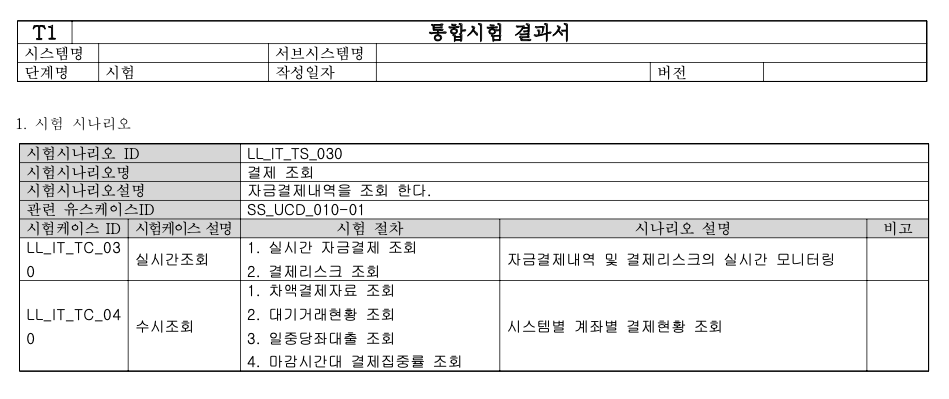 T1 통합시험 결과서
시스템명 서브시스템명
단계명 시험 작성일자 버전
1. 시험 시나리오
시험시나리오 ID LL_IT_TS_030
시험시나리오명 결제 조회
시험시나리오설명 자금결제내역을 조회 한다.
관련 유스케이스ID SS_UCD_010-01
시험케이스 ID 시험케이스 설명 시험 절차 시나리오 설명 비고
LL_IT_TC_03
0
실시간조회
1. 실시간 자금결제 조회
2. 결제리스크 조회
자금결제내역 및 결제리스크의 실시간 모니터링
LL_IT_TC_04
0
수시조회
1. 차액결제자료 조회
2. 대기거래현황 조회
3. 일중당좌대출 조회
4. 마감시간대 결제집중률 조회
시스템별 계좌별 결제현황 조회